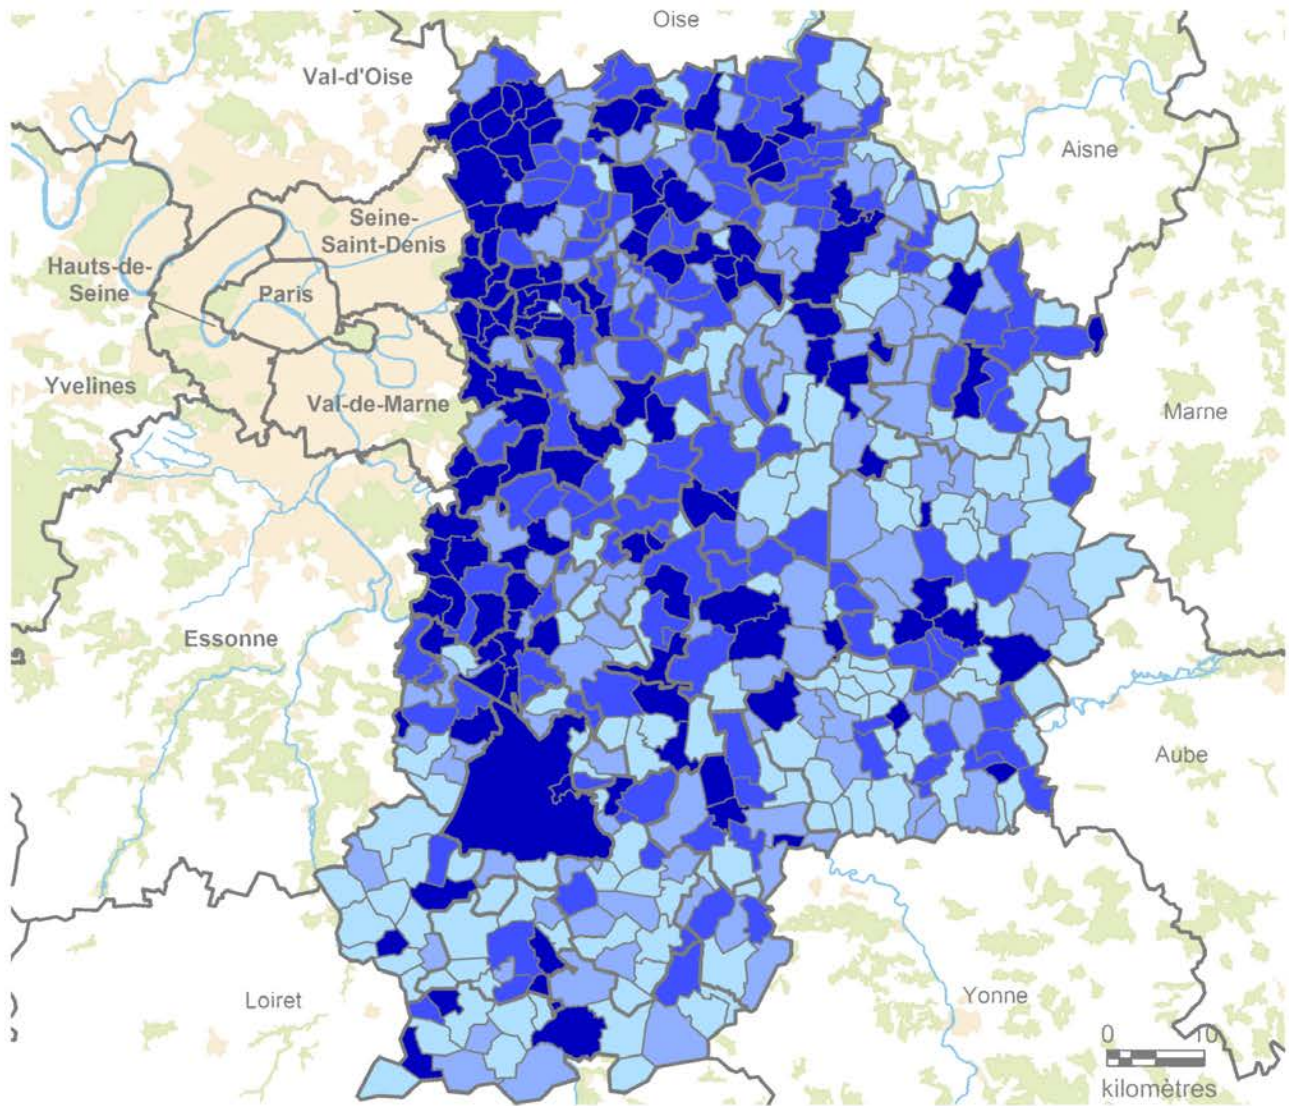 Oise
Val-d'Oise
Aisne
Seine-
Saint-Denis
Hauts-de-
Seine
Paris
Yvelines
Val-de-Marne
Marne
Essonne
Aube
Loiret
Yonne
0 10
kilomètres